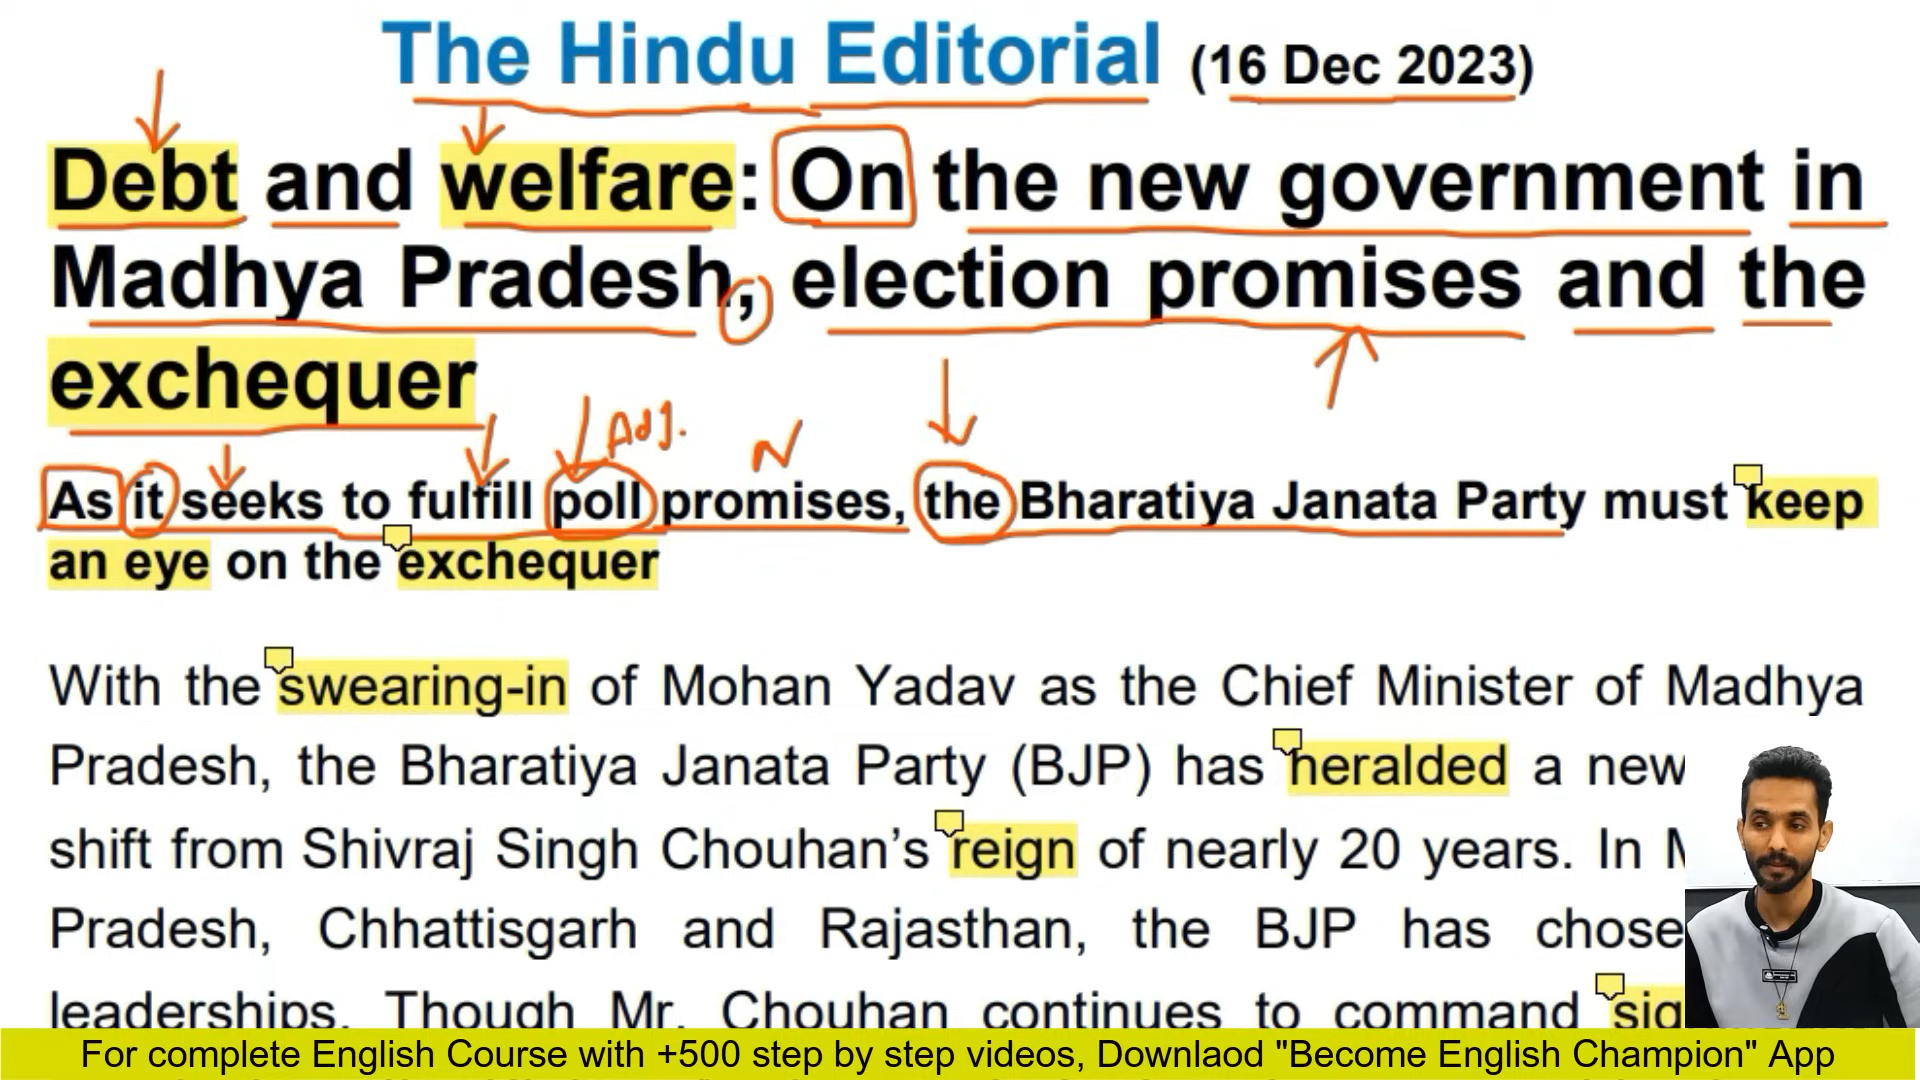 The Hindu Editorial (16 Dec 2023)
Debt and welfare: On the new government in
Madhya Pradesh, election promises and the
exchequer
Adj. N
As it seeks to fulfill poll promises, the Bharatiya Janata Party must keep
an eye on the exchequer
With the swearing-in of Mohan Yadav as the Chief Minister of Madhya
Pradesh, the Bharatiya Janata Party (BJP) has heralded a new
shift from Shivraj Singh Chouhan’s reign of nearly 20 years. In
Pradesh, Chhattisgarh and Rajasthan, the BJP has
leaderships. Though Mr. Chouhan continues to command
For complete English Course with +500 step by step videos, Downlaod "Become English Champion" App